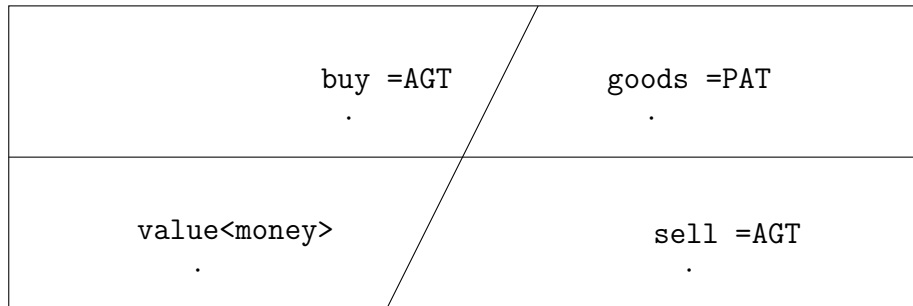 buy =AGT
goods =PAT
.
.
value<money>
sell =AGT
.
.